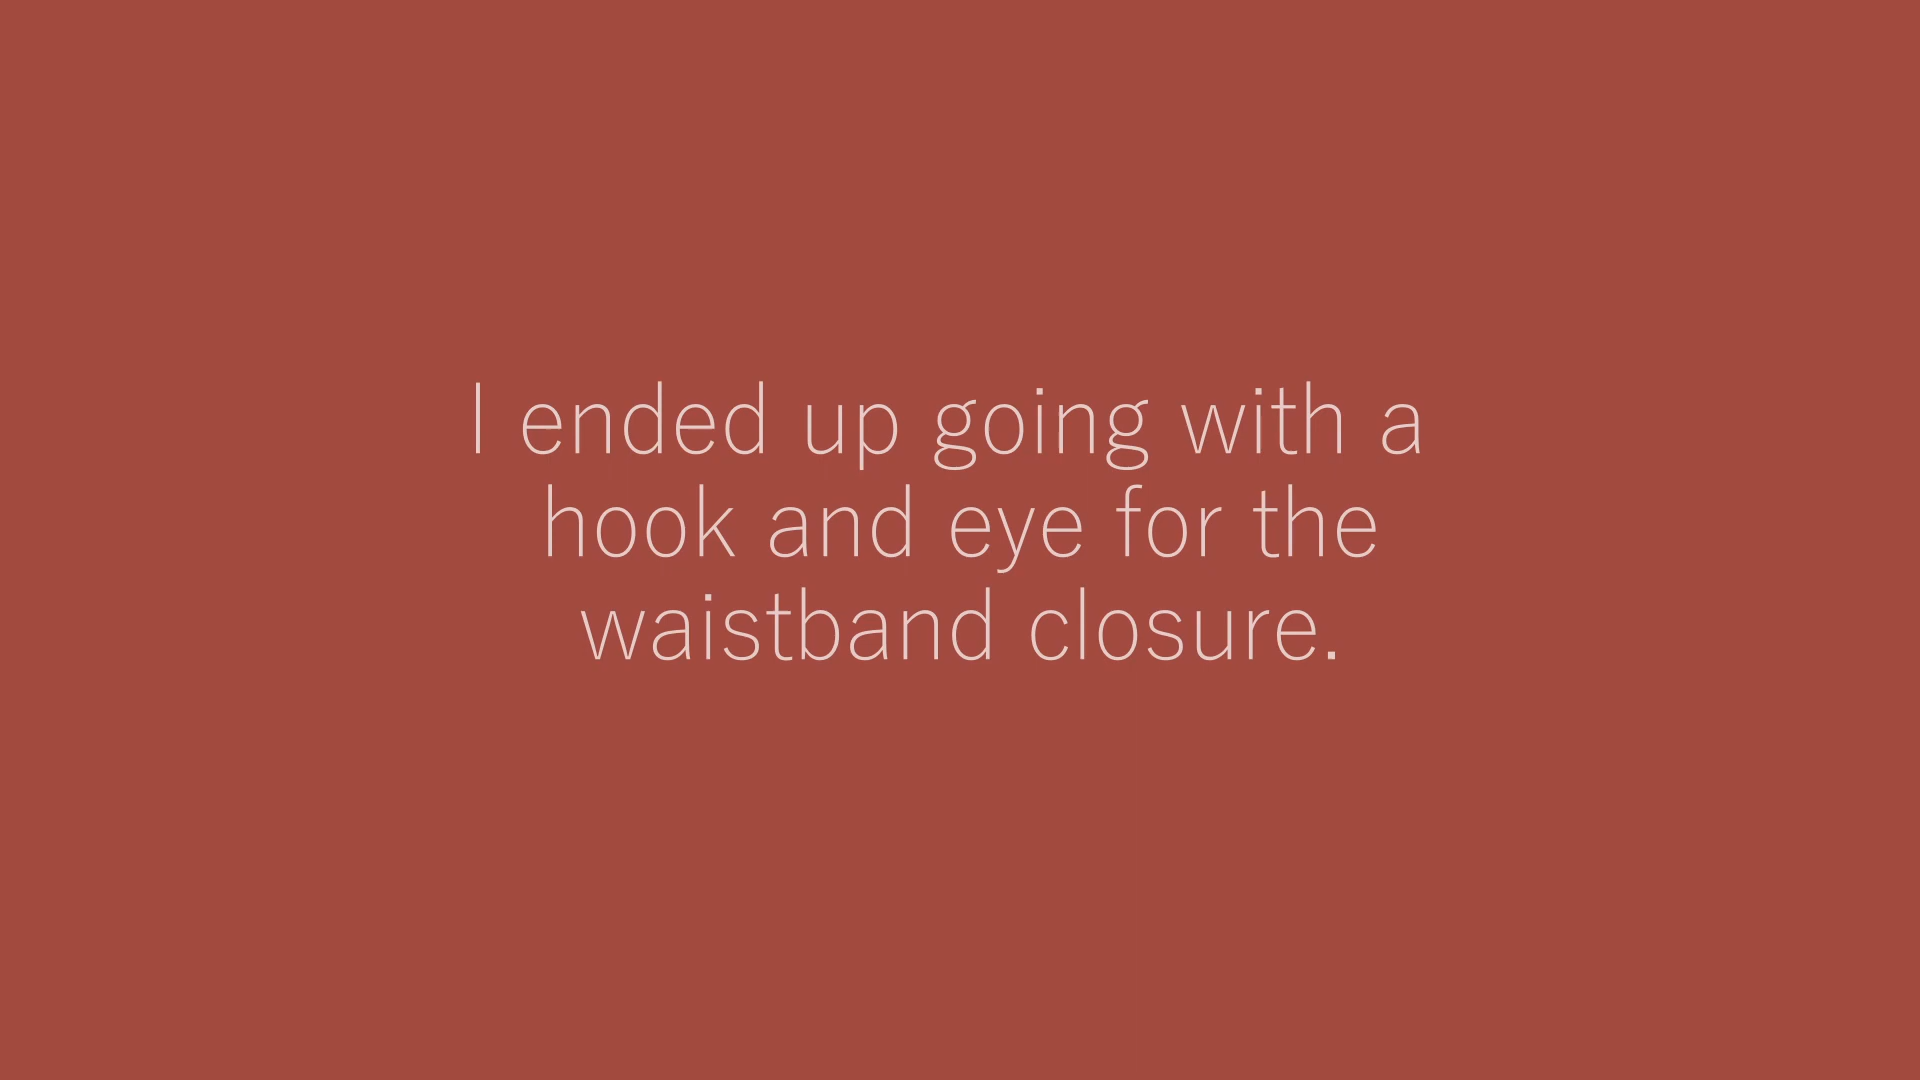 I ended up going with a
hook and eye for the
waistband closure.